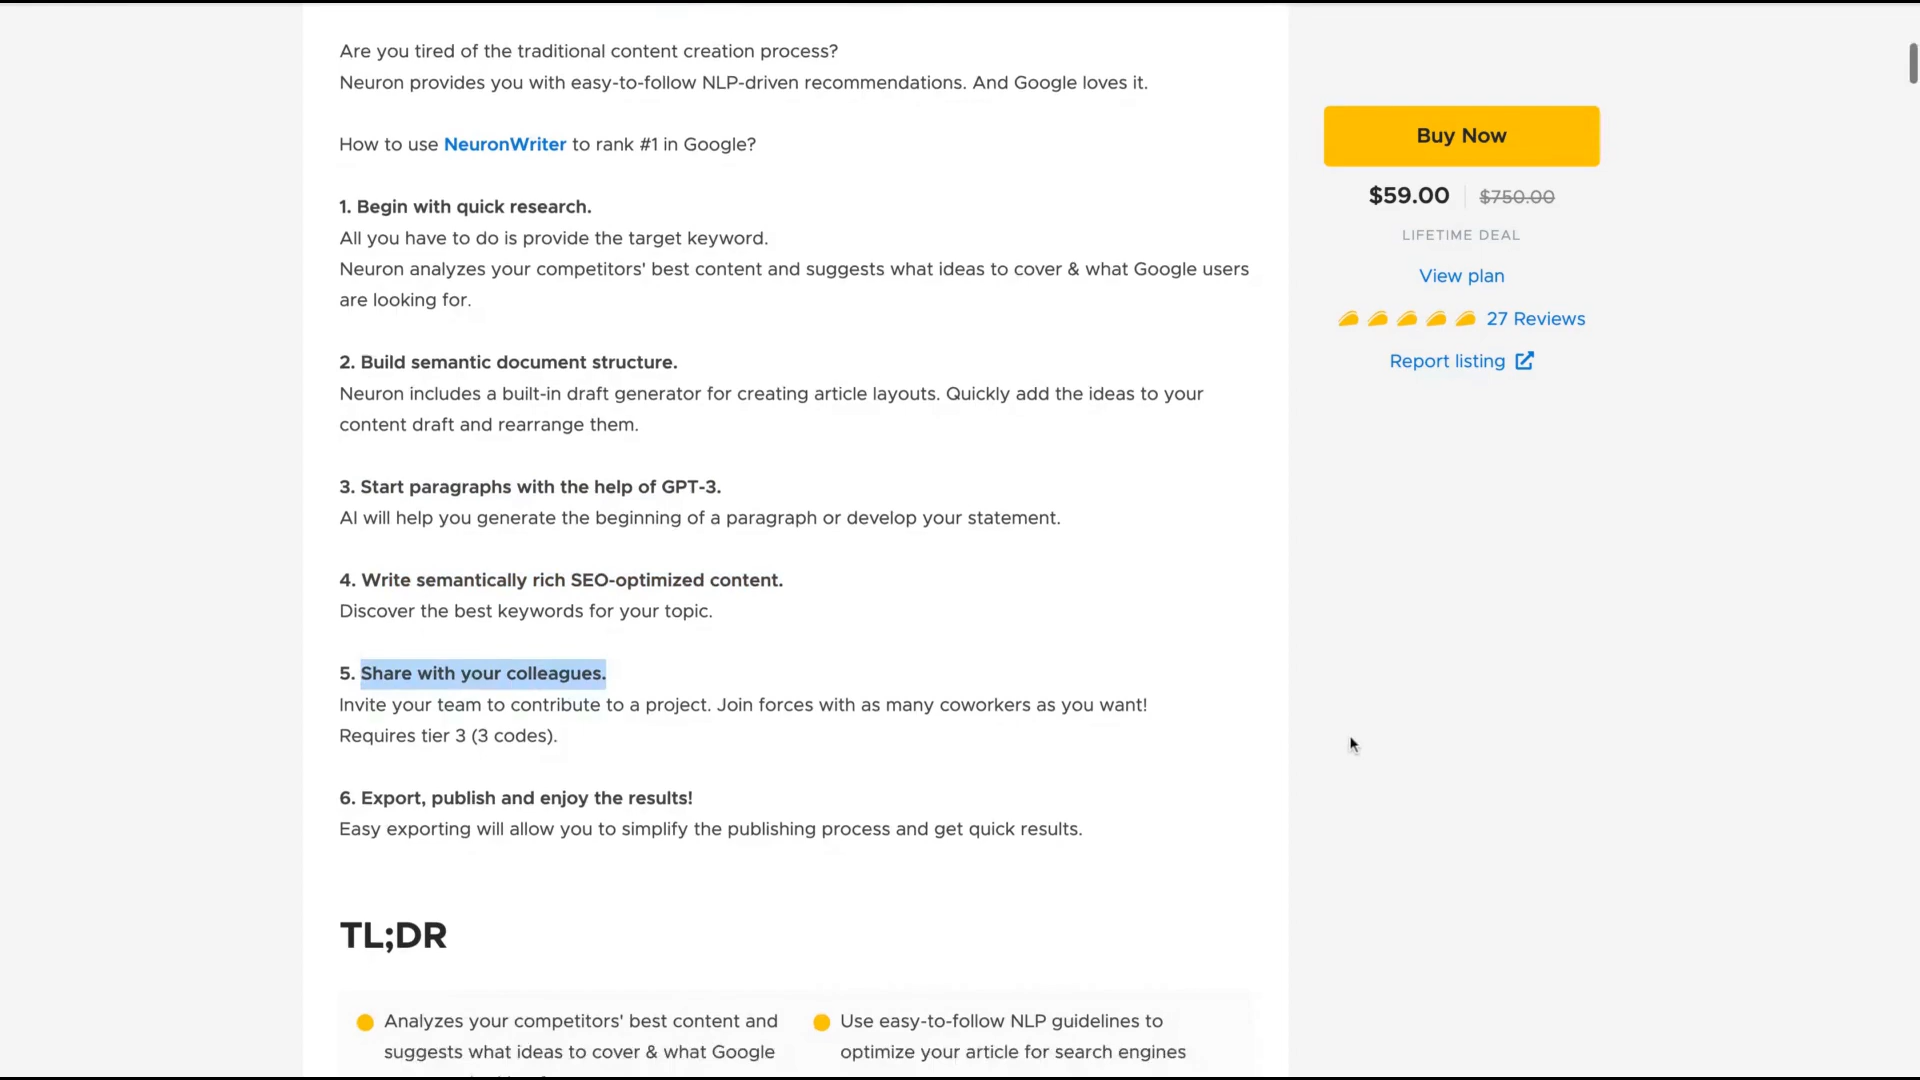 Are you tired of the traditional content creation process?
Neuron provides you with easy-to-follow NLP-driven recommendations. And Google loves it.
How to use NeuronWriter to rank #1 in Google?
1. Begin with quick research.
All you have to do is provide the target keyword.
Neuron analyzes your competitors' best content and suggests what ideas to cover & what Google users
are looking for.
2. Build semantic document structure.
Neuron includes a built-in draft generator for creating article layouts. Quickly add the ideas to your
content draft and rearrange them.
3. Start paragraphs with the help of GPT-3.
AI will help you generate the beginning of a paragraph or develop your statement.
4. Write semantically rich SEO-optimized content.
Discover the best keywords for your topic.
5. Share with your colleagues.
Invite your team to contribute to a project. Join forces with as many coworkers as you want!
Requires tier 3 (3 codes).
6. Export, publish and enjoy the results!
Easy exporting will allow you to simplify the publishing process and get quick results.
TL;DR
Analyzes your competitors' best content and
suggests what ideas to cover & what Google
Use easy-to-follow NLP guidelines to
optimize your article for search engines
Buy Now
$59.00 $750.00
LIFETIME DEAL
View plan
27 Reviews
Report listing